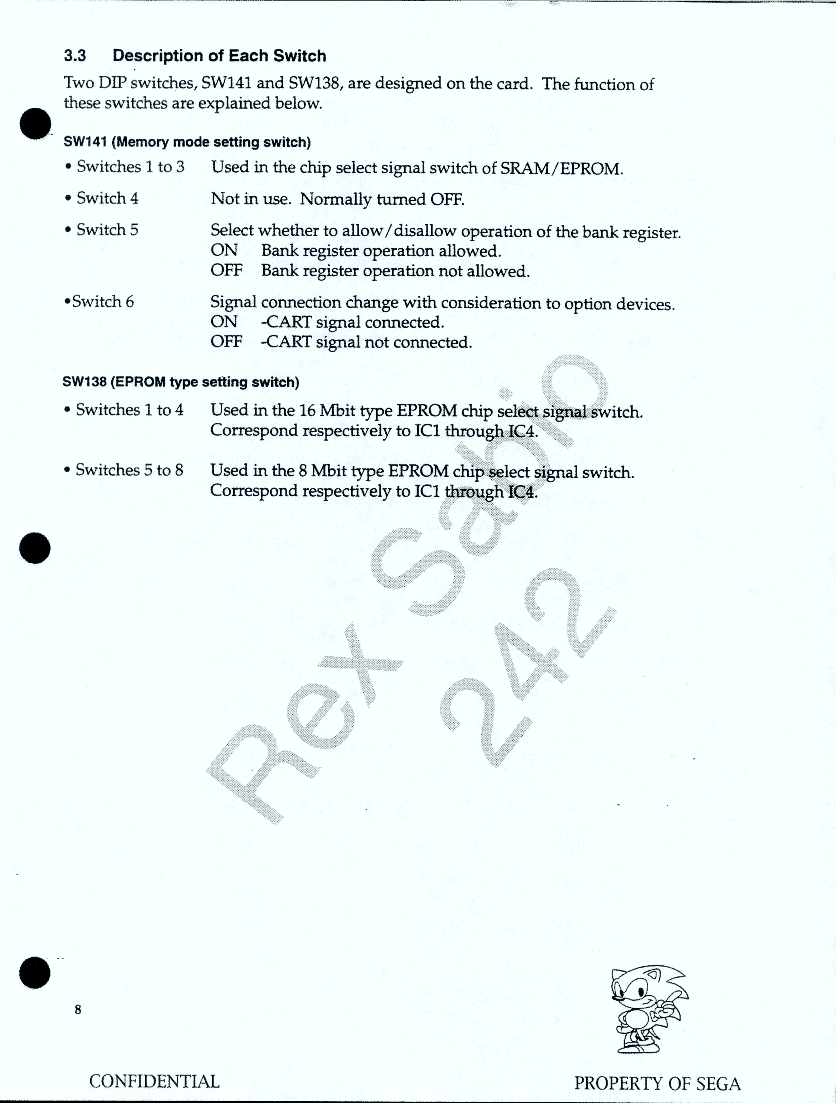 3.3 Description of Each Switch
Two DIP switches, SW141 and SW138, are designed on the card. The function of
these switches are explained below.
SW141 (Memory mode setting switch)
• Switches 1 to 3 Used in the chip select signal switch of SRAM/EPROM.
• Switch 4 Not in use. Normally turned OFF.
• Switch 5 Select whether to allow/disallow operation of the bank register.
ON Bank register operation allowed.
OFF Bank register operation not allowed.
•Switch 6 Signal connection change with consideration to option devices.
ON -CART signal connected.
OFF -CART signal not connected.
SW138 (EPROM type setting switch)
• Switches 1 to 4 Used in the 16 Mbit type EPROM chip select signal switch.
Correspond respectively to IC1 through IC4.
• Switches 5 to 8 Used in the 8 Mbit type EPROM chip select signal switch.
Correspond respectively to IC1 through IC4.
Rex Sabio
242
8
CONFIDENTIAL PROPERTY OF SEGA